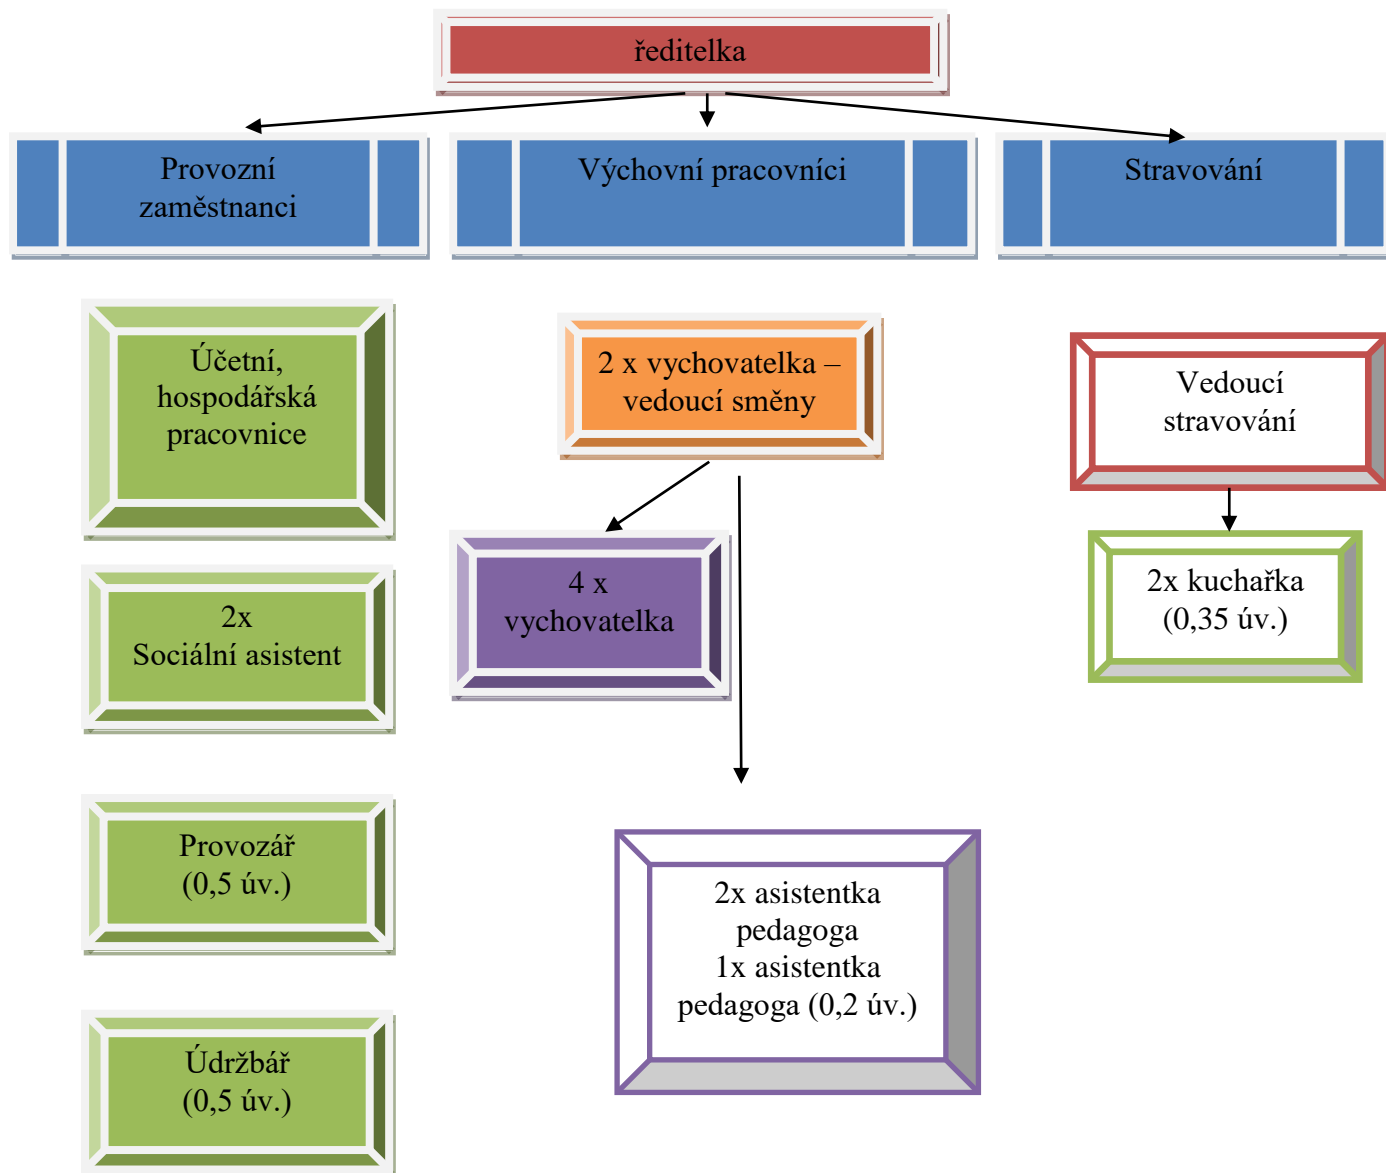 ředitelka
Provozní
zaměstnanci
Výchovní pracovníci
Stravování
Účetní,
hospodářská
pracovnice
2x
Sociální asistent
Provozář
(0,5 úv.)
Údržbář
(0,5 úv.)
2 x vychovatelka –
vedoucí směny
4 x
vychovatelka
2x asistentka
pedagoga
1x asistentka
pedagoga (0,2 úv.)
Vedoucí
stravování
2x kuchařka
(0,35 úv.)